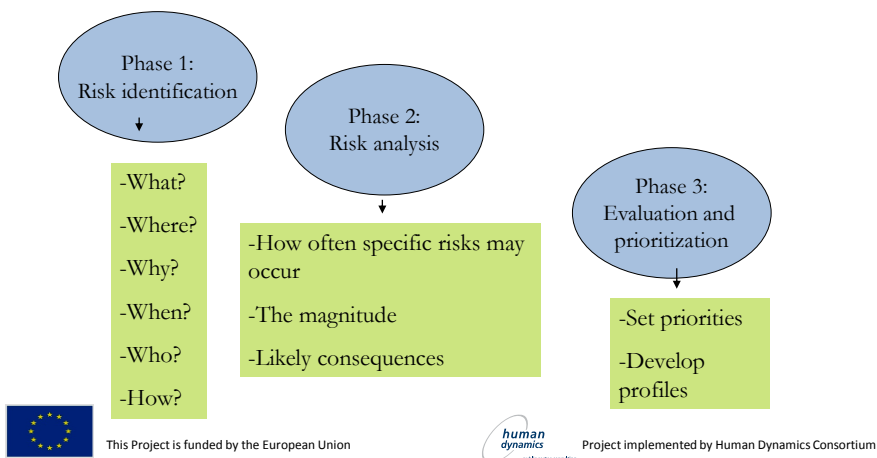 Phase 1:
Risk identification
-What?
-Where?
-Why?
-When?
-Who?
-How?
Phase 2:
Risk analysis
-How often specific risks may
occur
-The magnitude
-Likely consequences
Phase 3:
Evaluation and
prioritization
-Set priorities
-Develop
profiles
This Project is funded by the European Union
human
dynamics
Project implemented by Human Dynamics Consortium